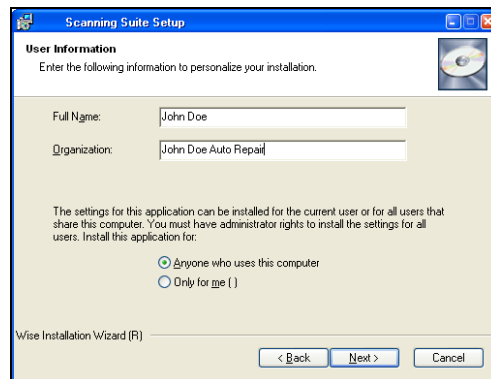 Scanning Suite Setup
User Information
Enter the following information to personalize your installation.
Full Name:
John Doe
Organization:
John Doe Auto Repair
The settings for this application can be installed for the current user or for all users that
share this computer. You must have administrator rights to install the settings for all
users. Install this application for:
Anyone who uses this computer
Only for me ( )
Wise Installation Wizard (R)
< Back
Next >
Cancel